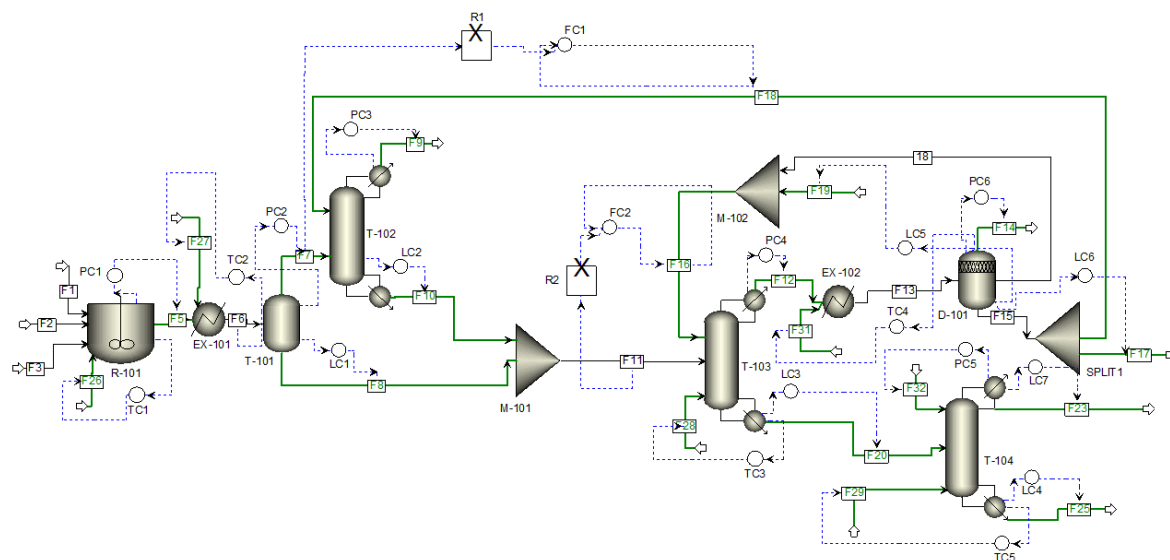 R1
X
FC1
F18
PC3
F9
18
PC6
F14
M-102
F19
FC2
LC5
F27
PC2
F7
T-102
LC2
TC2
R2
X
F16
PC4
F12
EX-102
F13
LC6
D-101
PC1
F1
F10
F2
F5
F6
EX-101
T-101
F15
TC4
F3
R-101
LC1
F8
M-101
F11
T-103
F31
PC5
SPLIT1
F17
F26
TC1
LC3
F32
LC7
F23
F28
TC3
F20
T-104
F29
LC4
F25
TC5